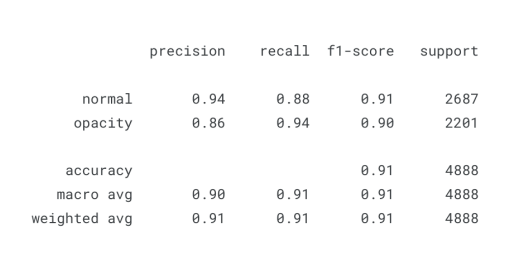 precision recall f1-score support
normal 0.94 0.88 0.91 2687
opacity 0.86 0.94 0.90 2201
accuracy 0.91 4888
macro avg 0.90 0.91 0.91 4888
weighted avg 0.91 0.91 0.91 4888